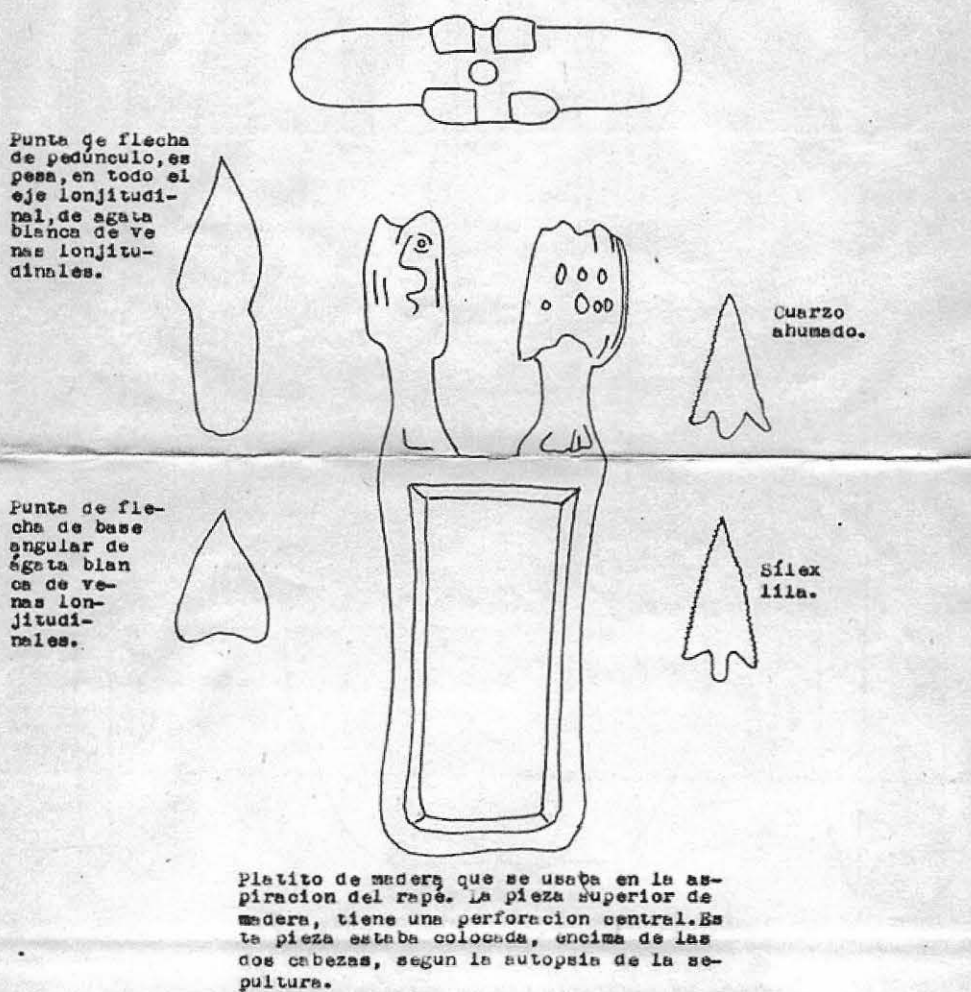 Punta de flecha
de pedúnculo, es
pesa, en todo el
eje lonjitudi-
nal, de agata
blanca de ve
nas lonjitu-
dinales.
Cuarzo
ahumado.
Punta de fle-
cha de base
angular de
ágata blan
ca de ve-
nas lon-
jitudi-
nales.
Sílex
lila.
Platito de madera que se usaba en la as-
piracion del rapé. La pieza superior de
madera, tiene una perforacion central.Es
ta pieza estaba colocada, encima de las
dos cabezas, segun la autopsia de la se-
pultura.